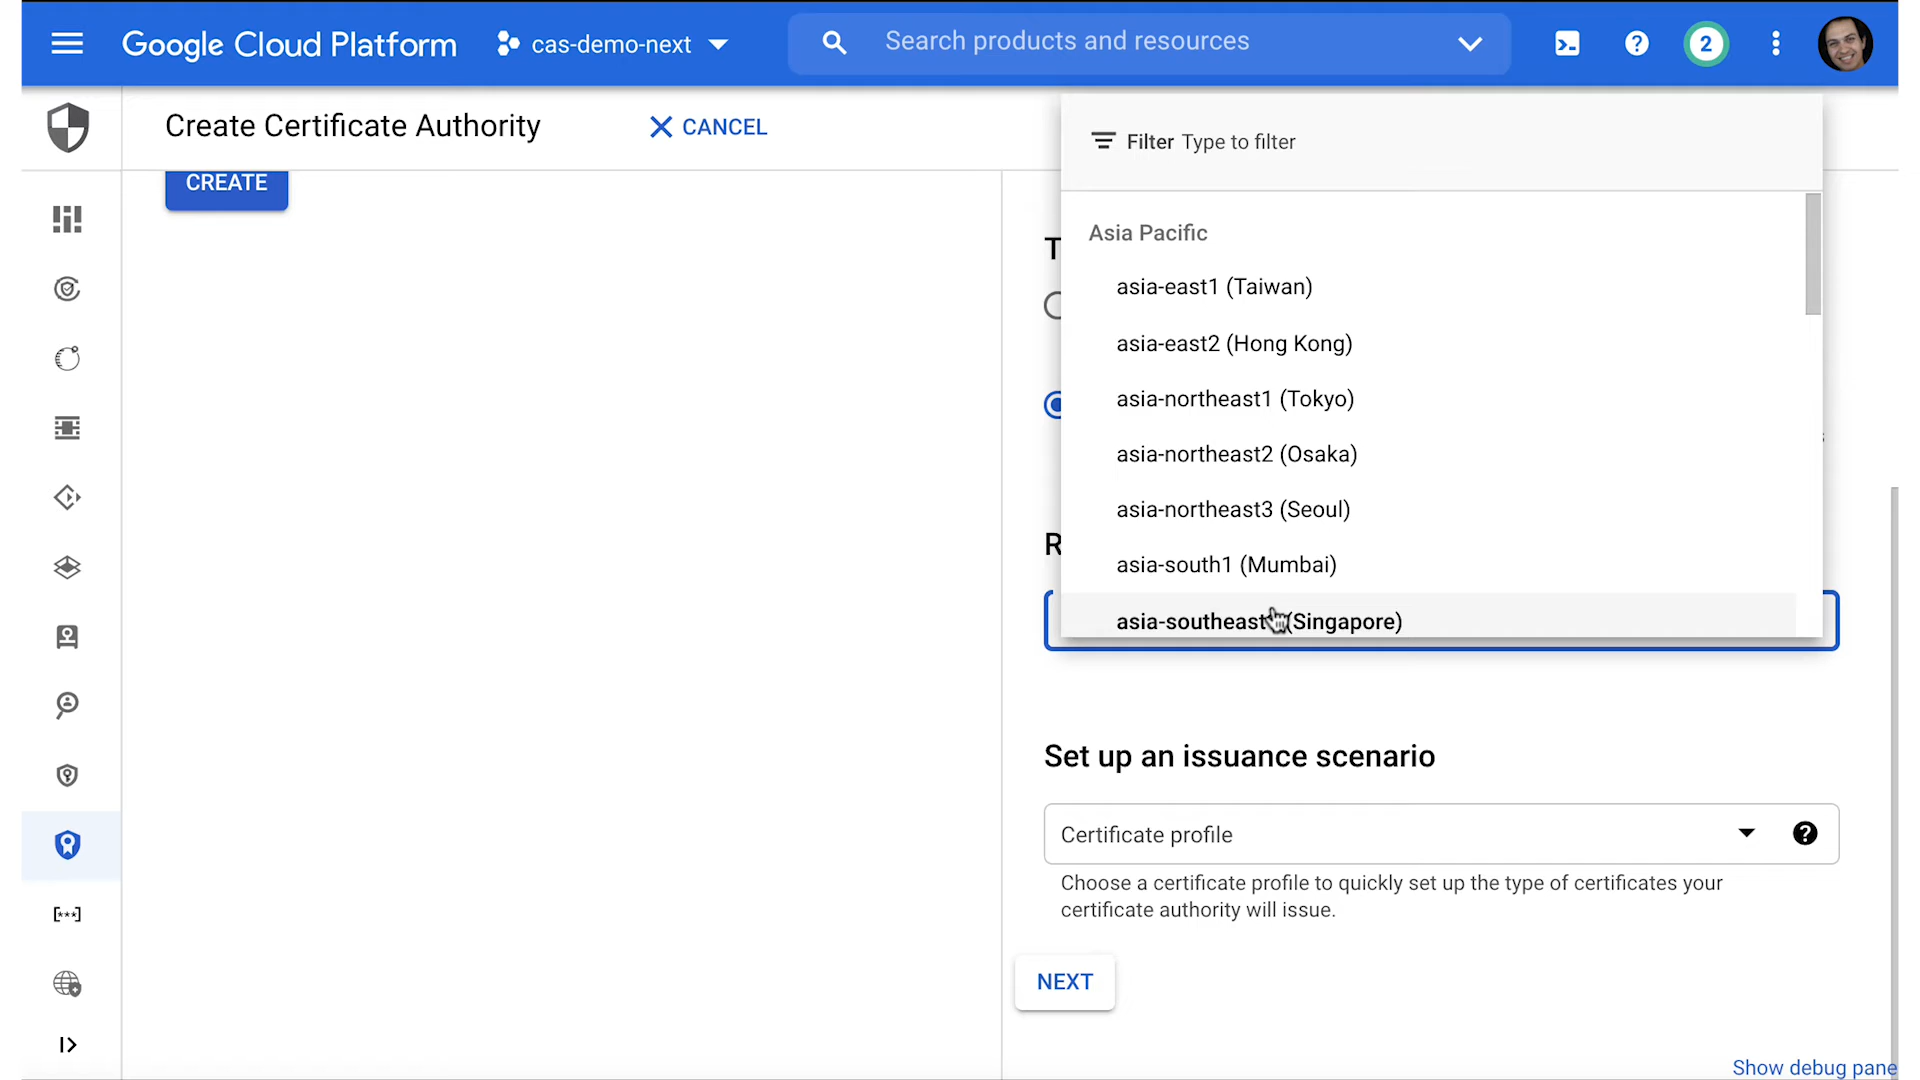 Google Cloud Platform
cas-demo-next
Search products and resources
2
Create Certificate Authority
CANCEL
CREATE
Filter Type to filter
Asia Pacific
asia-east1 (Taiwan)
asia-east2 (Hong Kong)
asia-northeast1 (Tokyo)
asia-northeast2 (Osaka)
asia-northeast3 (Seoul)
asia-south1 (Mumbai)
asia-southeast (Singapore)
T
R
Set up an issuance scenario
Certificate profile
Choose a certificate profile to quickly set up the type of certificates your
certificate authority will issue.
NEXT
Show debug pane